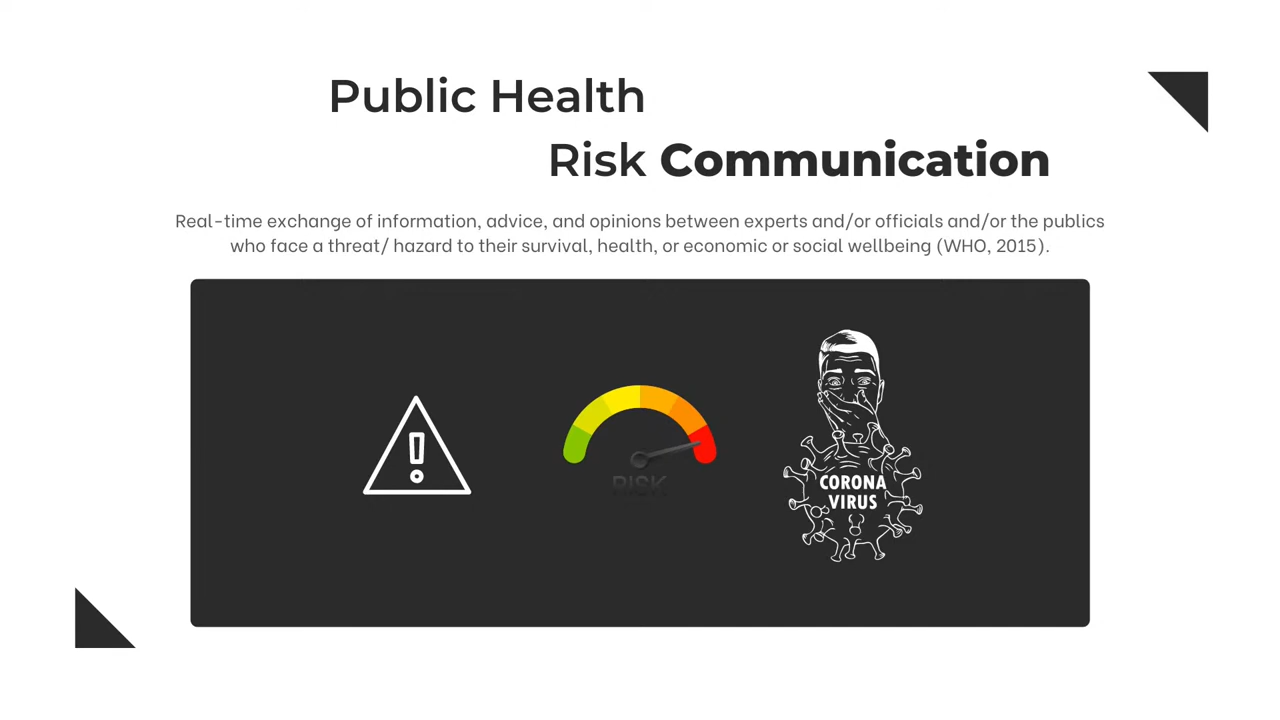 Public Health
Risk Communication
Real-time exchange of information, advice, and opinions between experts and/or officials and/or the publics
who face a threat/ hazard to their survival, health, or economic or social wellbeing (WHO, 2015).
!
RISK
CORONA
VIRUS